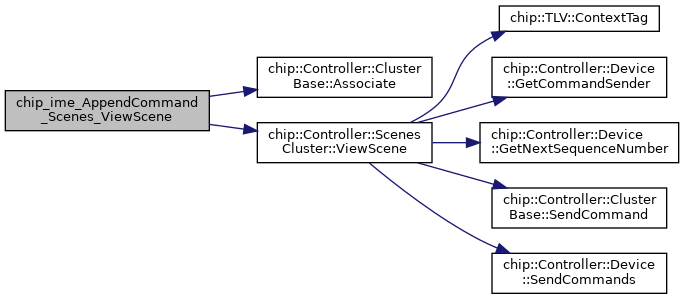 chip_ime_AppendCommand
_Scenes_ViewScene
chip::Controller::Cluster
Base::Associate
chip::Controller::Scenes
Cluster::ViewScene
chip::TLV::ContextTag
chip::Controller::Device
::GetCommandSender
chip::Controller::Device
::GetNextSequenceNumber
chip::Controller::Cluster
Base::SendCommand
chip::Controller::Device
::SendCommands